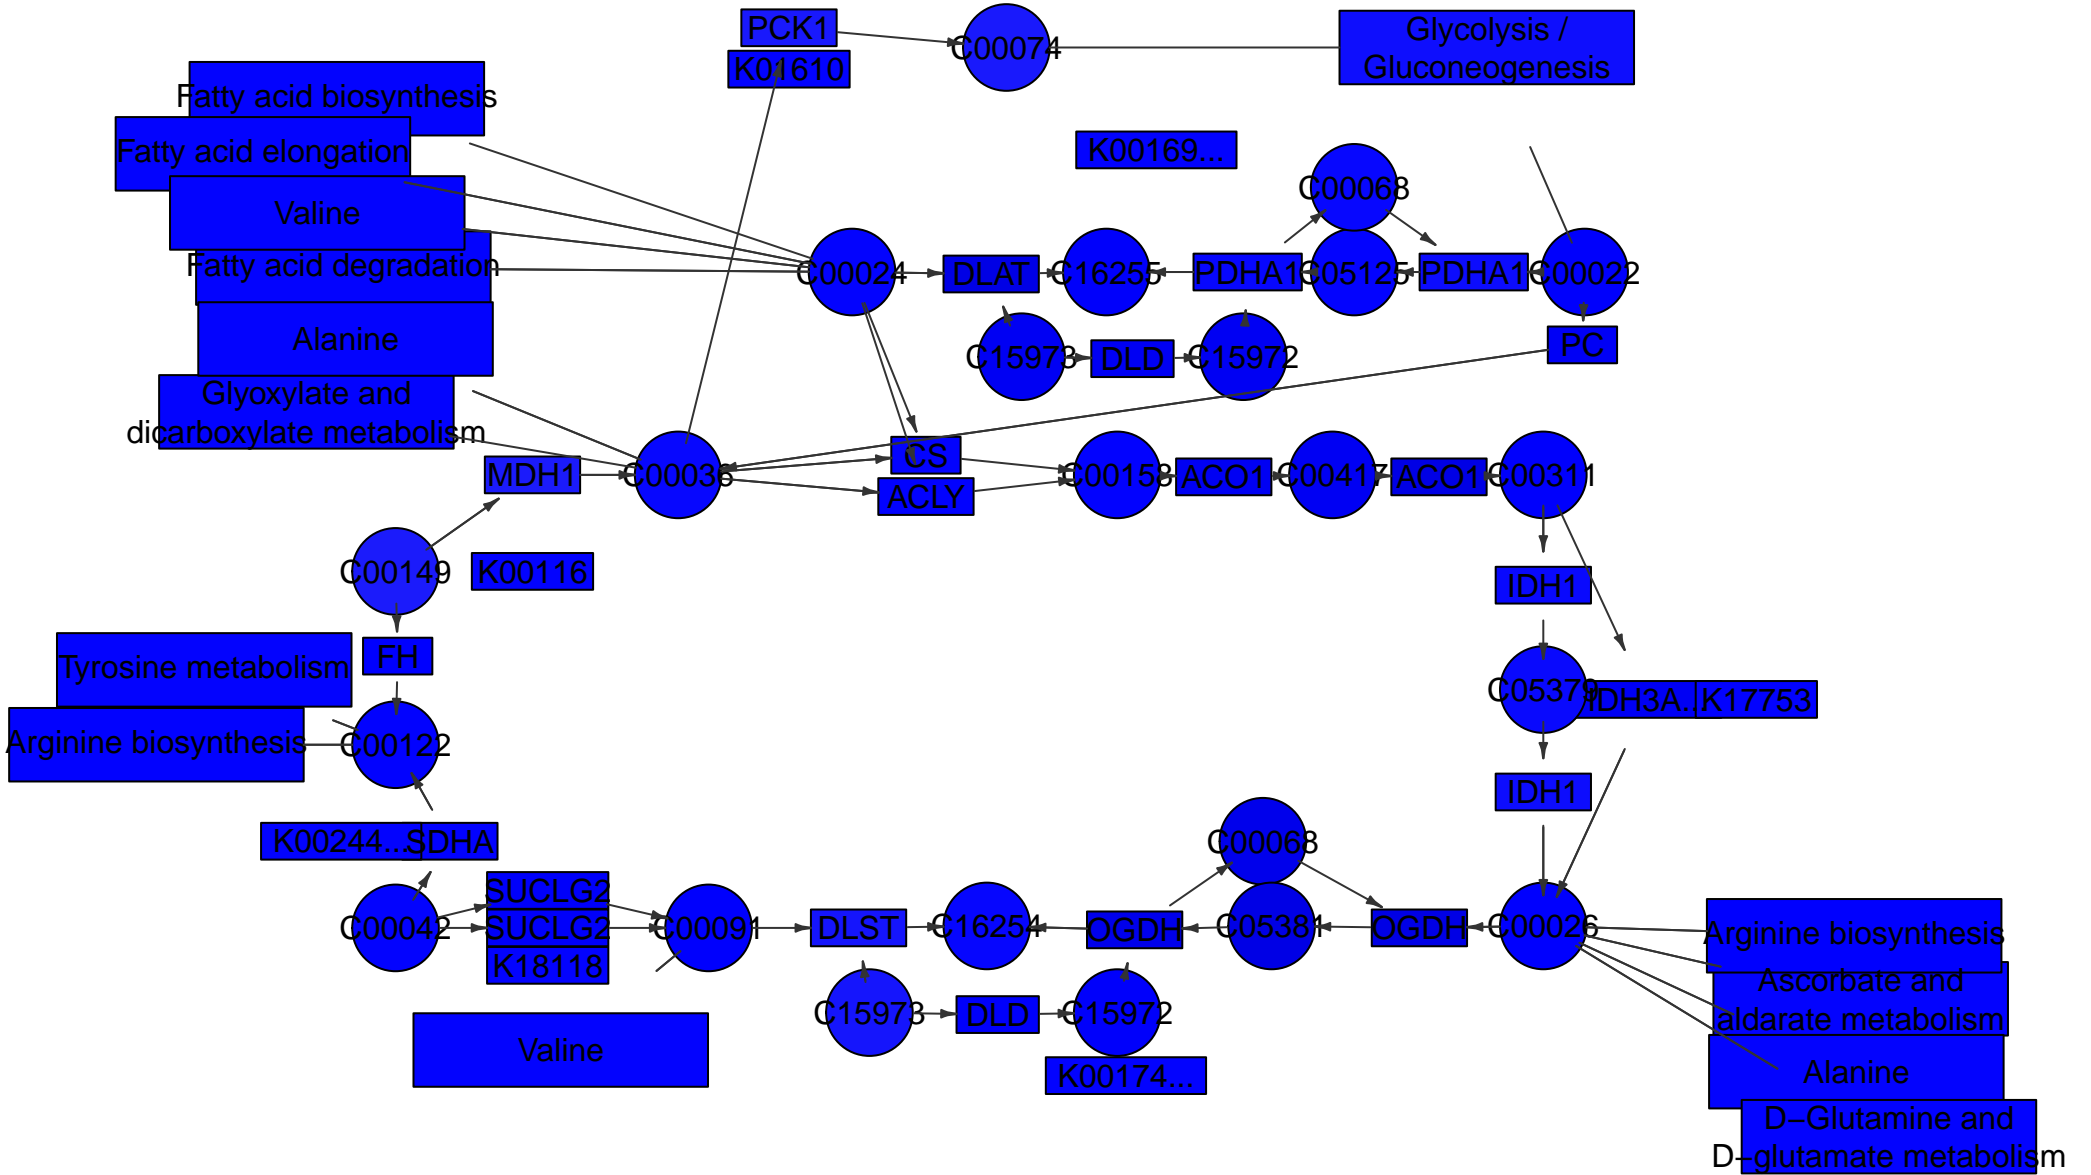 PCK1
K01610
C00074
Glycolysis /
Gluconeogenesis
Fatty acid biosynthesis
Fatty acid elongation
Valine
Fatty acid degradation
Alanine
Glyoxylate and
dicarboxylate metabolism
K00169...
C00068
C00024
DLAT
C16255
PDHA1
C05125
PDHA1
C00022
C15973
DLD
C15972
PC
MDH1
C00036
CS
ACLY
C00158
ACO1
C00417
ACO1
C00311
C00149
K00116
IDH1
FH
Tyrosine metabolism
C05379
IDH3A...
K17753
Arginine biosynthesis
C00122
IDH1
K00244...
SDHA
C00068
SUCLG2
C00042
SUCLG2
K18118
C00091
DLST
C16254
OGDH
C05381
OGDH
C00026
Arginine biosynthesis
Ascorbate and
aldarate metabolism
C15973
DLD
C15972
Valine
K00174...
Alanine
D−Glutamine and
D−glutamate metabolism